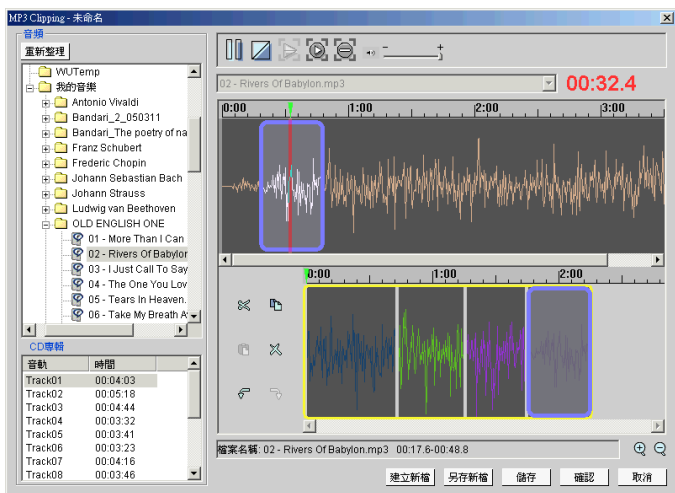 MP3 Clipping - 未命名
音頻
重新整理
WUTemp
我的音樂
Antonio Vivaldi
Bandari_2_050311
Bandari_The poetry of na
Franz Schubert
Frederic Chopin
Johann Sebastian Bach
Johann Strauss
Ludwig van Beethoven
OLD ENGLISH ONE
01 - More Than I Can
02 - Rivers Of Babylor
03 - I Just Call To Say
04 - The One You Lov
05 - Tears In Heaven.
06 - Take My Breath A
CD專輯
音軌 時間
Track01 00:04:03
Track02 00:05:18
Track03 00:04:44
Track04 00:03:32
Track05 00:03:41
Track06 00:03:23
Track07 00:04:16
Track08 00:03:46
02 - Rivers Of Babylon.mp3
00:32.4
0:00 1:00 2:00 3:00
0:00 1:00 2:00
檔案名稱: 02 - Rivers Of Babylon.mp3 00:17.6-00:48.8
建立新檔 另存新檔 儲存 確認 取消